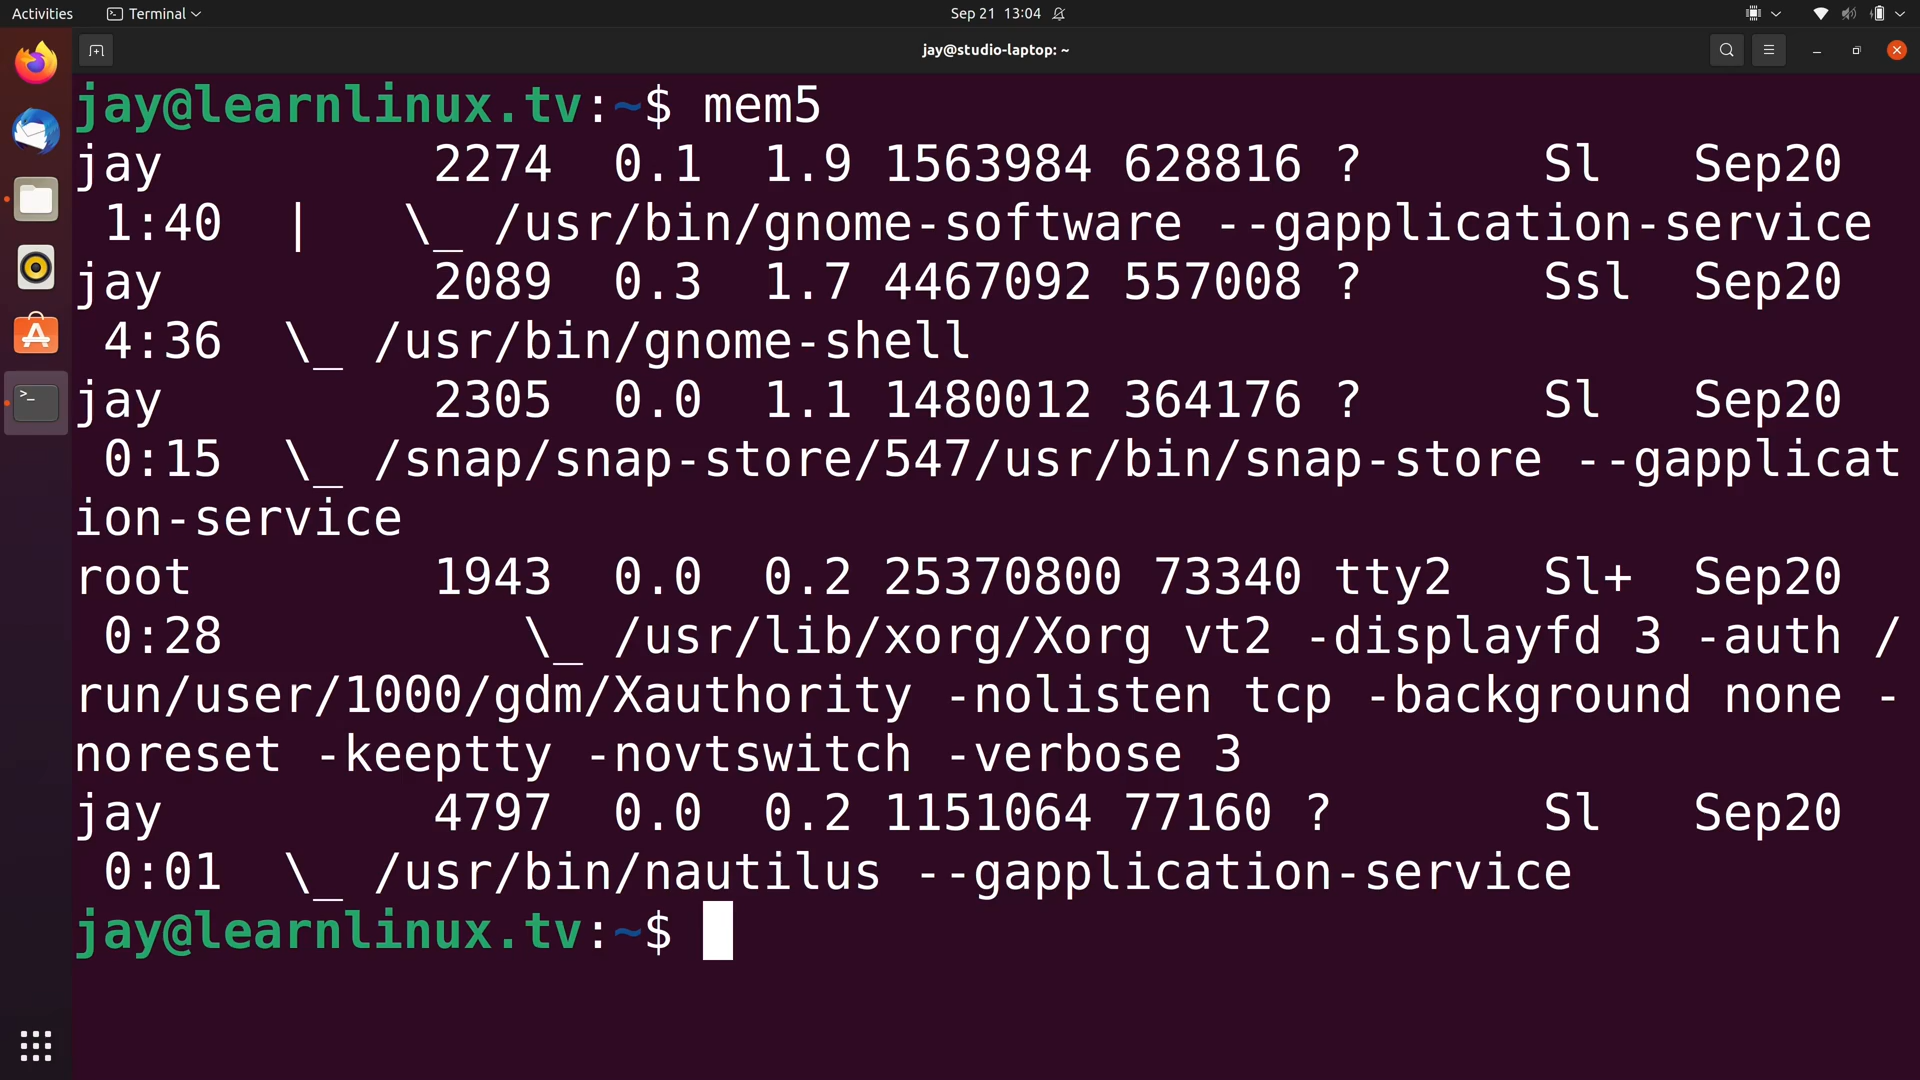 Activities Terminal Sep 21 13:04
jay@studio-laptop: ~
jay@learnlinux.tv:~$ mem5
jay 2274 0.1 1.9 1563984 628816 ? Sl Sep20
1:40 | \_ /usr/bin/gnome-software --gapplication-service
jay 2089 0.3 1.7 4467092 557008 ? Ssl Sep20
4:36 \_ /usr/bin/gnome-shell
jay 2305 0.0 1.1 1480012 364176 ? Sl Sep20
0:15 \_ /snap/snap-store/547/usr/bin/snap-store --gapplicat
ion-service
root 1943 0.0 0.2 25370800 73340 tty2 Sl+ Sep20
0:28 \_ /usr/lib/xorg/Xorg vt2 -displayfd 3 -auth /
run/user/1000/gdm/Xauthority -nolisten tcp -background none -
noreset -keeptty -novtswitch -verbose 3
jay 4797 0.0 0.2 1151064 77160 ? Sl Sep20
0:01 \_ /usr/bin/nautilus --gapplication-service
jay@learnlinux.tv:~$